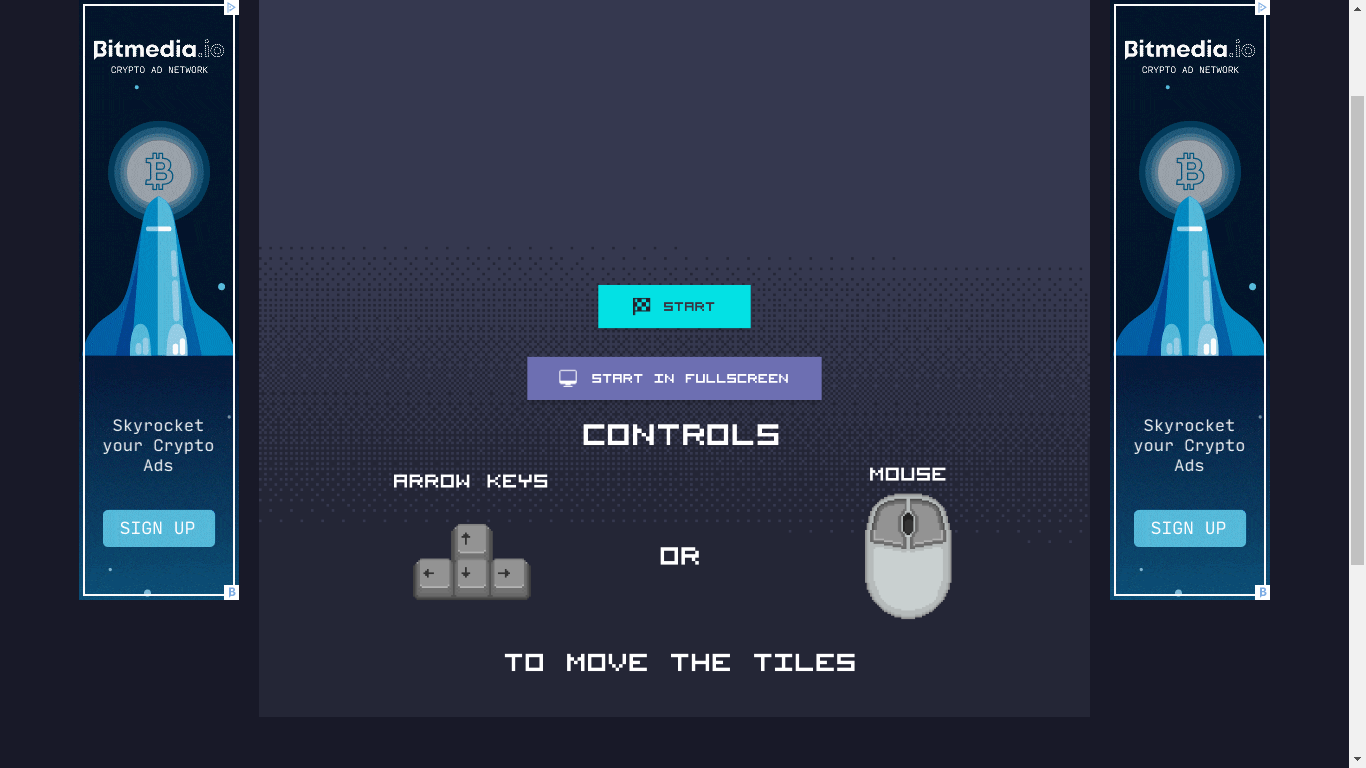 Bitmedia.io
CRYPTO AD NETWORK
Skyrocket
your Crypto
Ads
SIGN UP
START
START IN FULLSCREEN
CONTROLS
ARROW KEYS
MOUSE
OR
TO MOVE THE TILES
Bitmedia.io
CRYPTO AD NETWORK
Skyrocket
your Crypto
Ads
SIGN UP